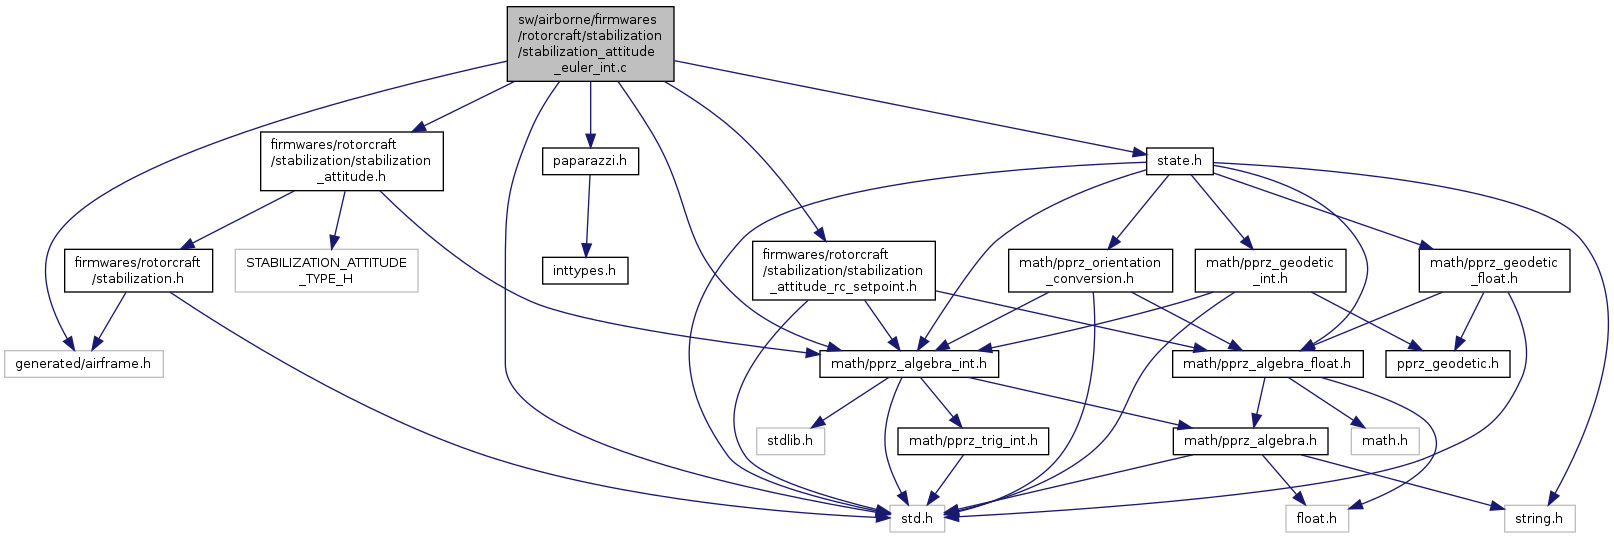 sw/airborne/firmwares
/rotorcraft/stabilization
/stabilization_attitude
_euler_int.c
firmwares/rotorcraft
/stabilization/stabilization
_attitude.h
paparazzi.h
state.h
firmwares/rotorcraft
/stabilization.h
STABILIZATION_ATTITUDE
_TYPE_H
inttypes.h
firmwares/rotorcraft
/stabilization/stabilization
_attitude_rc_setpoint.h
math/pprz_orientation
_conversion.h
math/pprz_geodetic
_int.h
math/pprz_geodetic
_float.h
generated/airframe.h
math/pprz_algebra_int.h
math/pprz_algebra_float.h
pprz_geodetic.h
stdlib.h
math/pprz_trig_int.h
math/pprz_algebra.h
math.h
std.h
float.h
string.h